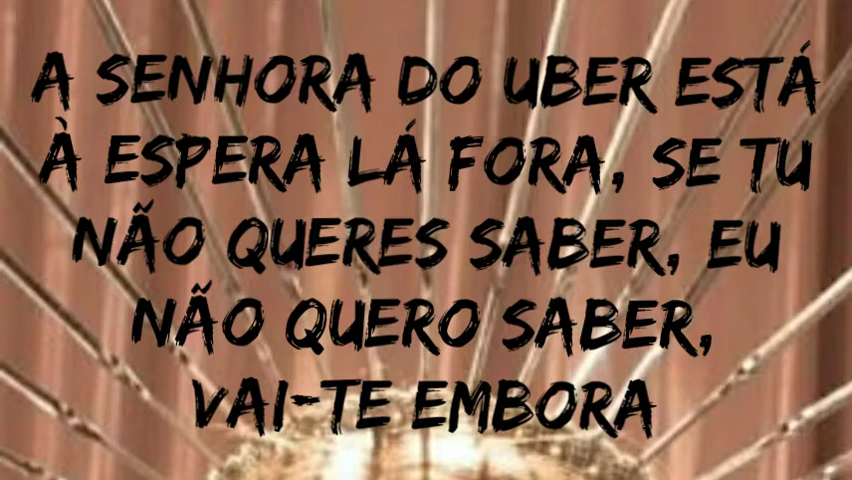 A SENHORA DO UBER ESTÁ
À ESPERA LÁ FORA, SE TU
NÃO QUERES SABER, EU
NÃO QUERO SABER,
VAI-TE EMBORA